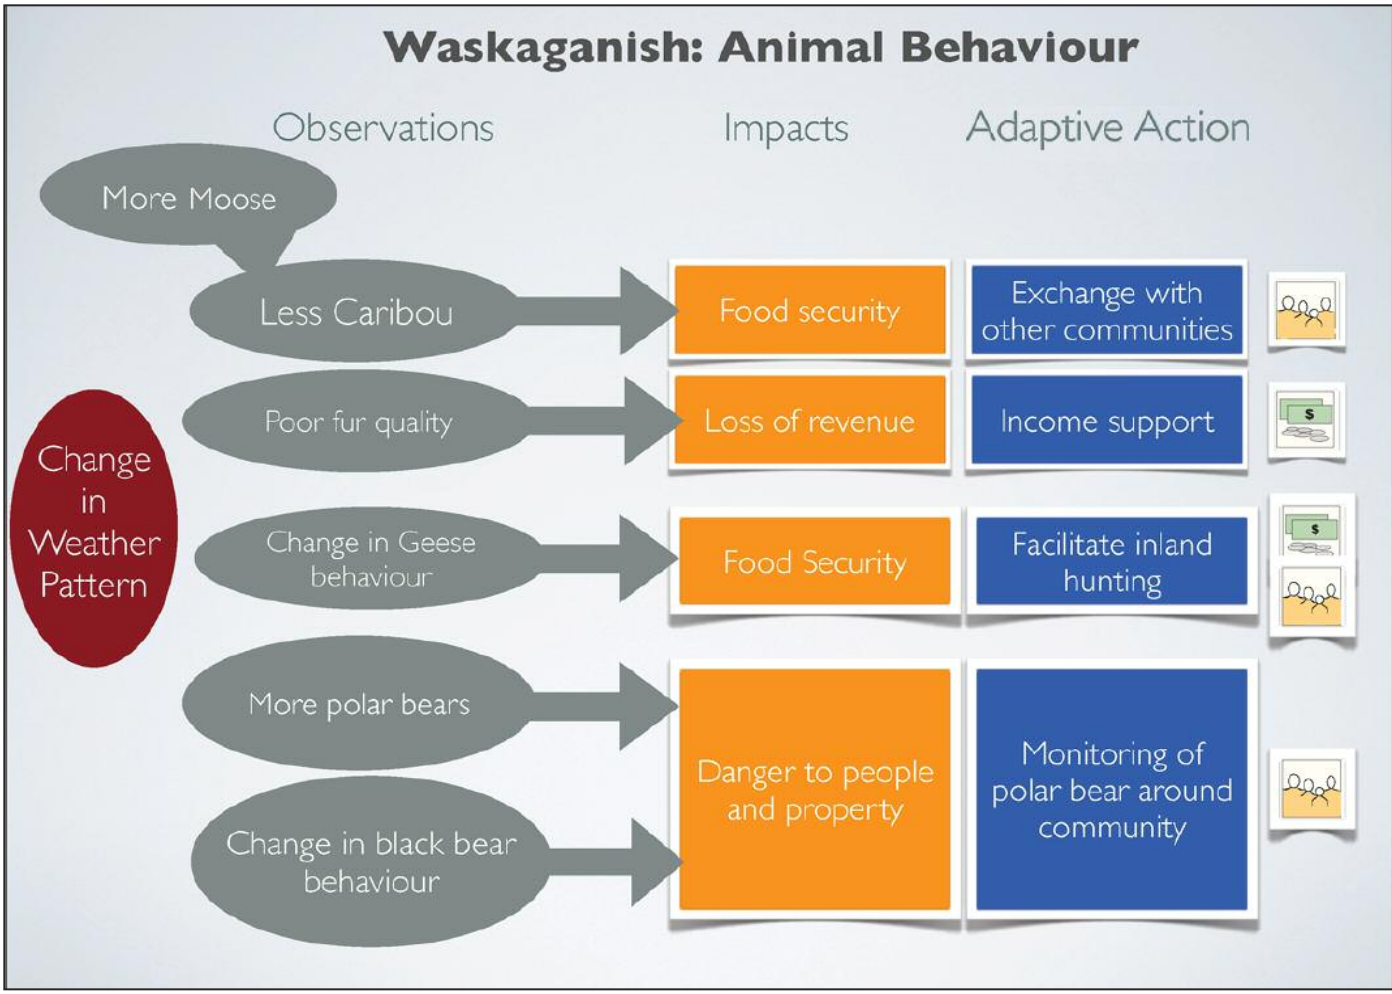 Waskaganish: Animal Behaviour
Observations
Impacts
Adaptive Action
More Moose
Less Caribou
Food security
Exchange with
other communities
Poor fur quality
Loss of revenue
Income support
$
Change
in
Weather
Pattern
Change in Geese
behaviour
Food Security
Facilitate inland
hunting
$
More polar bears
Change in black bear
behaviour
Danger to people
and property
Monitoring of
polar bear around
community